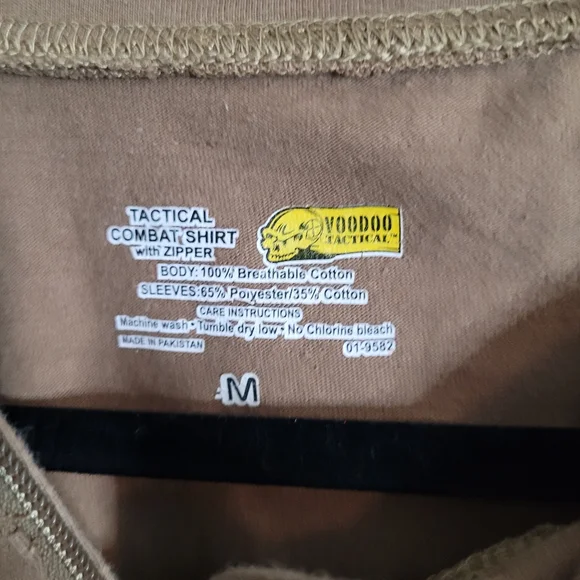 TACTICAL
COMBAT SHIRT
with ZIPPER
VOODOO
TACTICAL™
BODY: 100% Breathable Cotton
SLEEVES: 65% Polyester/35% Cotton
CARE INSTRUCTIONS
Machine wash • Tumble dry low • No Chlorine bleach
MADE IN PAKISTAN
01-9582
M